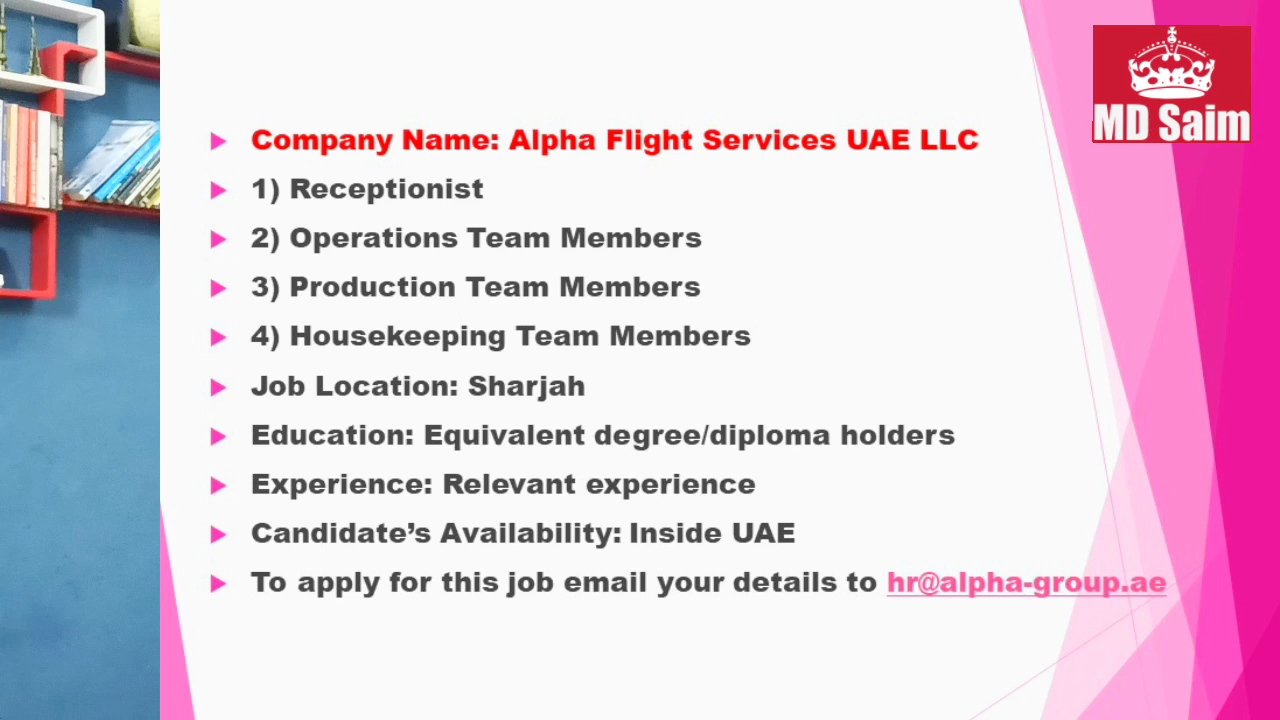 MD Saim
Company Name: Alpha Flight Services UAE LLC
1) Receptionist
2) Operations Team Members
3) Production Team Members
4) Housekeeping Team Members
Job Location: Sharjah
Education: Equivalent degree/diploma holders
Experience: Relevant experience
Candidate’s Availability: Inside UAE
To apply for this job email your details to hr@alpha-group.ae